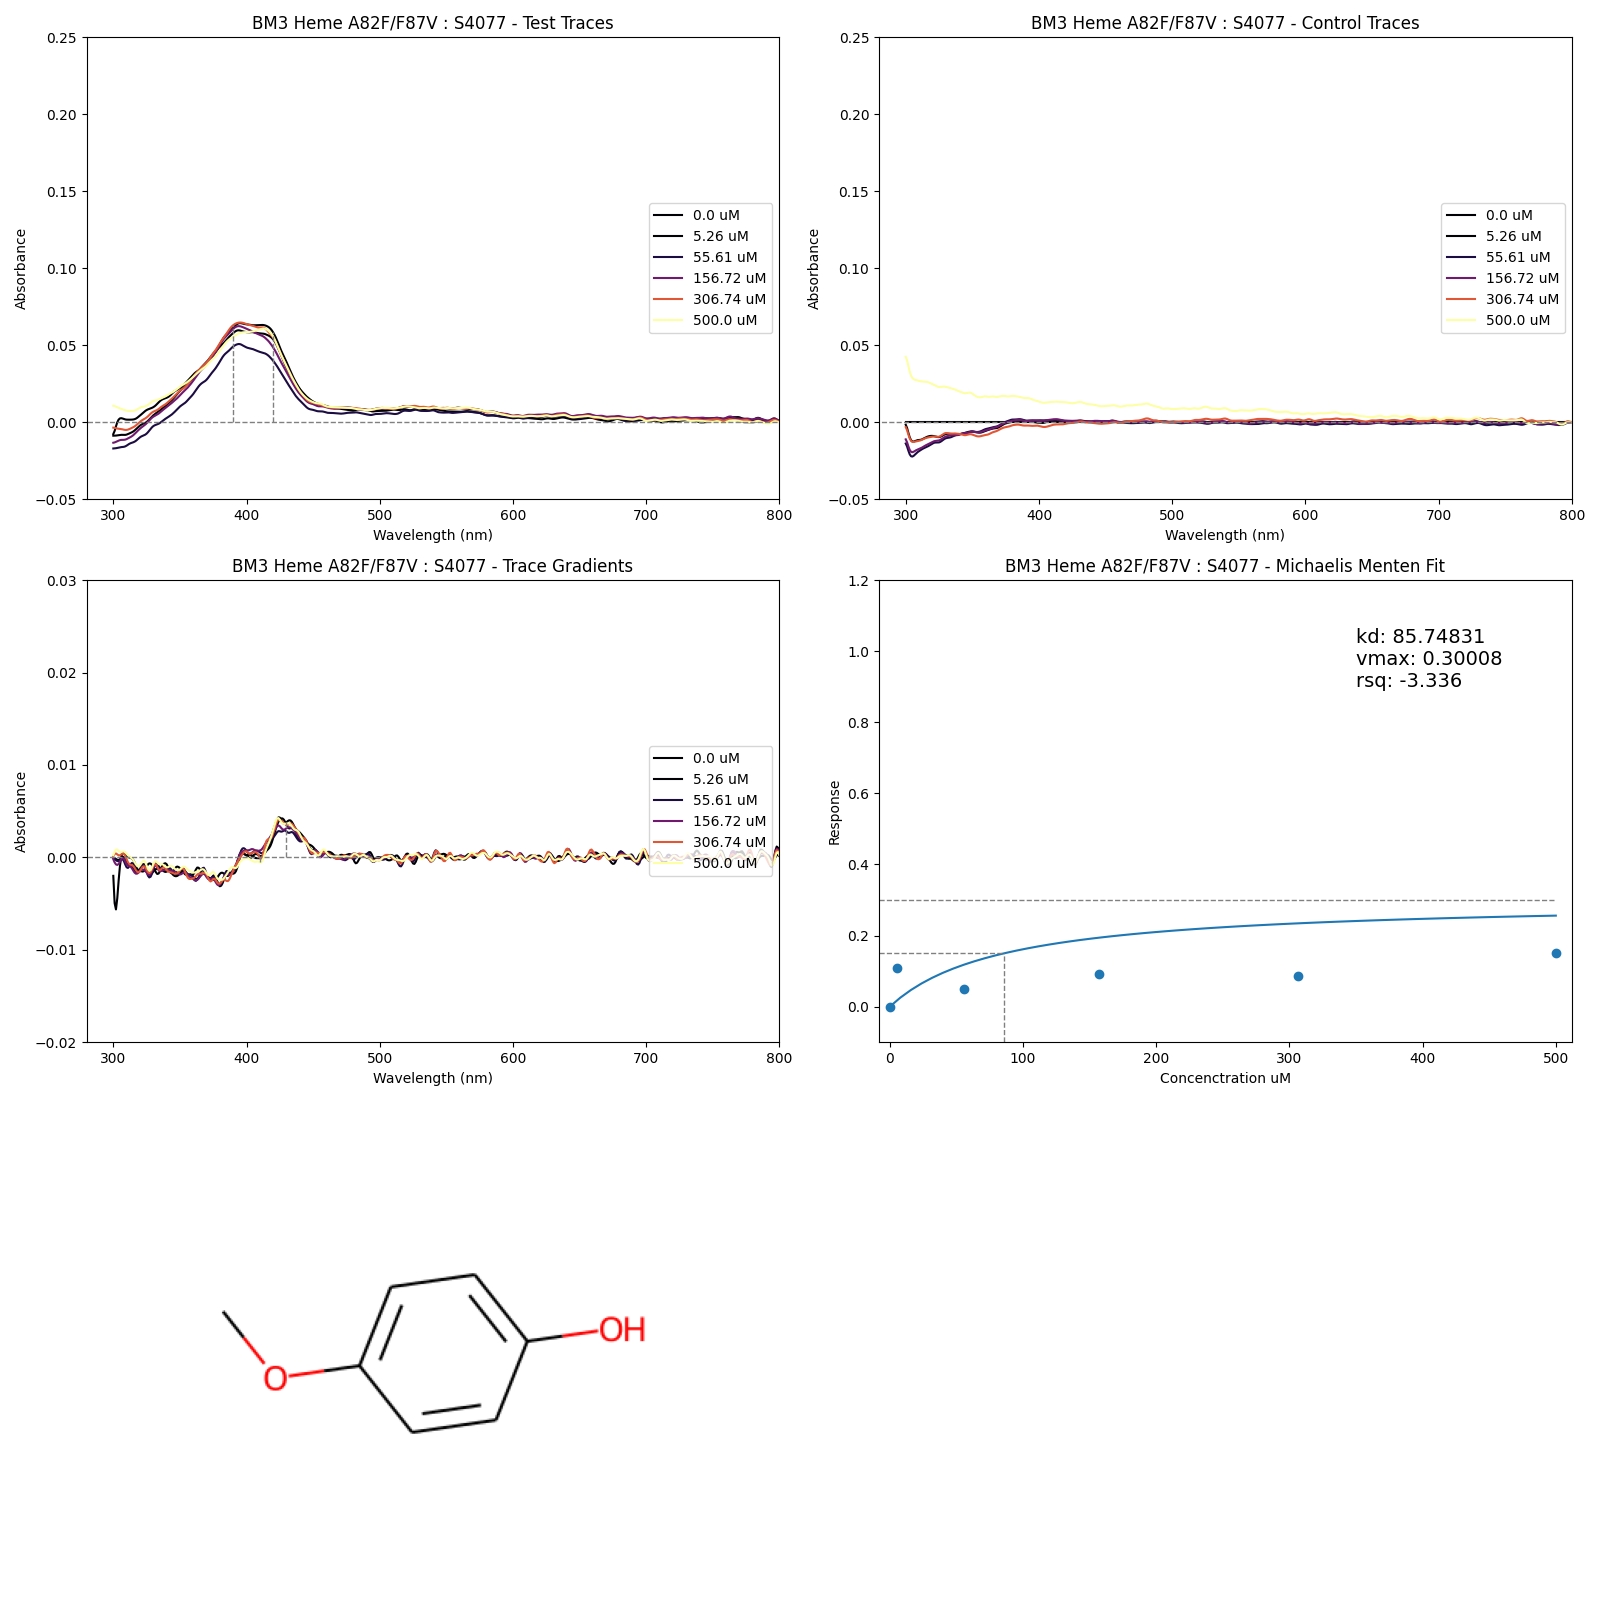 BM3 Heme A82F/F87V : S4077 - Test Traces
0.25
0.20
0.15
0.10
0.05
0.00
−0.05
Absorbance
300 400 500 600 700 800
Wavelength (nm)
0.0 uM
5.26 uM
55.61 uM
156.72 uM
306.74 uM
500.0 uM
BM3 Heme A82F/F87V : S4077 - Control Traces
0.25
0.20
0.15
0.10
0.05
0.00
−0.05
Absorbance
300 400 500 600 700 800
Wavelength (nm)
0.0 uM
5.26 uM
55.61 uM
156.72 uM
306.74 uM
500.0 uM
BM3 Heme A82F/F87V : S4077 - Trace Gradients
0.03
0.02
0.01
0.00
−0.01
−0.02
Absorbance
300 400 500 600 700 800
Wavelength (nm)
0.0 uM
5.26 uM
55.61 uM
156.72 uM
306.74 uM
500.0 uM
BM3 Heme A82F/F87V : S4077 - Michaelis Menten Fit
1.2
1.0
0.8
0.6
0.4
0.2
0.0
Response
0 100 200 300 400 500
Concenctration uM
kd: 85.74831
vmax: 0.30008
rsq: -3.336
OH
O